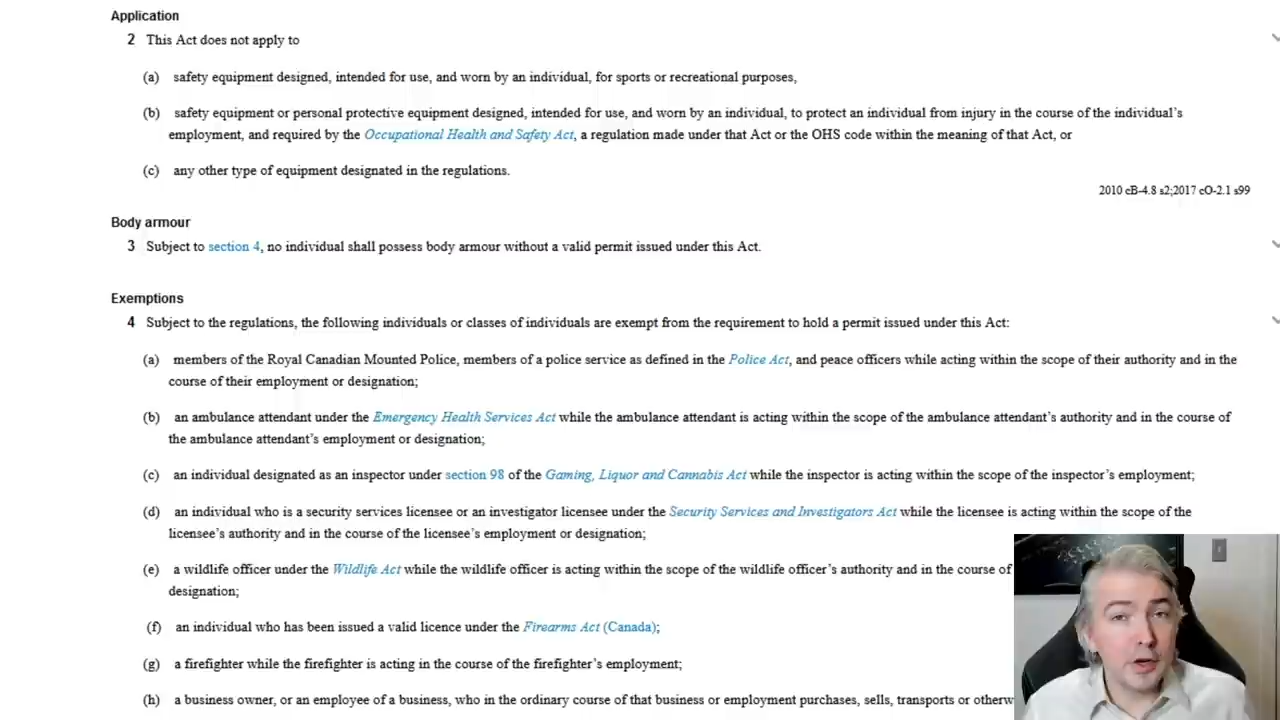 Application
2 This Act does not apply to
(a) safety equipment designed, intended for use, and worn by an individual, for sports or recreational purposes,
(b) safety equipment or personal protective equipment designed, intended for use, and worn by an individual, to protect an individual from injury in the course of the individual's
employment, and required by the Occupational Health and Safety Act, a regulation made under that Act or the OHS code within the meaning of that Act, or
(c) any other type of equipment designated in the regulations.
2010 cB-4.8 s2;2017 cO-2.1 s99
Body armour
3 Subject to section 4, no individual shall possess body armour without a valid permit issued under this Act.
Exemptions
4 Subject to the regulations, the following individuals or classes of individuals are exempt from the requirement to hold a permit issued under this Act:
(a) members of the Royal Canadian Mounted Police, members of a police service as defined in the Police Act, and peace officers while acting within the scope of their authority and in the
course of their employment or designation;
(b) an ambulance attendant under the Emergency Health Services Act while the ambulance attendant is acting within the scope of the ambulance attendant's authority and in the course of
the ambulance attendant's employment or designation;
(c) an individual designated as an inspector under section 98 of the Gaming, Liquor and Cannabis Act while the inspector is acting within the scope of the inspector's employment;
(d) an individual who is a security services licensee or an investigator licensee under the Security Services and Investigators Act while the licensee is acting within the scope of the
licensee's authority and in the course of the licensee's employment or designation;
(e) a wildlife officer under the Wildlife Act while the wildlife officer is acting within the scope of the wildlife officer's authority and in the course of
designation;
(f) an individual who has been issued a valid licence under the Firearms Act (Canada);
(g) a firefighter while the firefighter is acting in the course of the firefighter's employment;
(h) a business owner, or an employee of a business, who in the ordinary course of that business or employment purchases, sells, transports or otherw